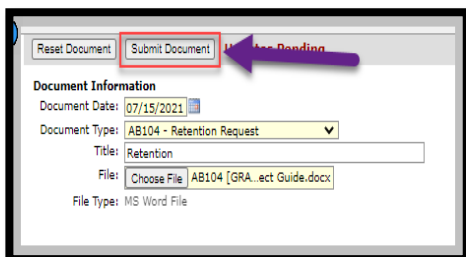 Reset Document Submit Document Pending
Document Information
Document Date: 07/15/2021
Document Type: AB104 - Retention Request
Title: Retention
File: Choose File AB104 [GRA...ect Guide.docx
File Type: MS Word File